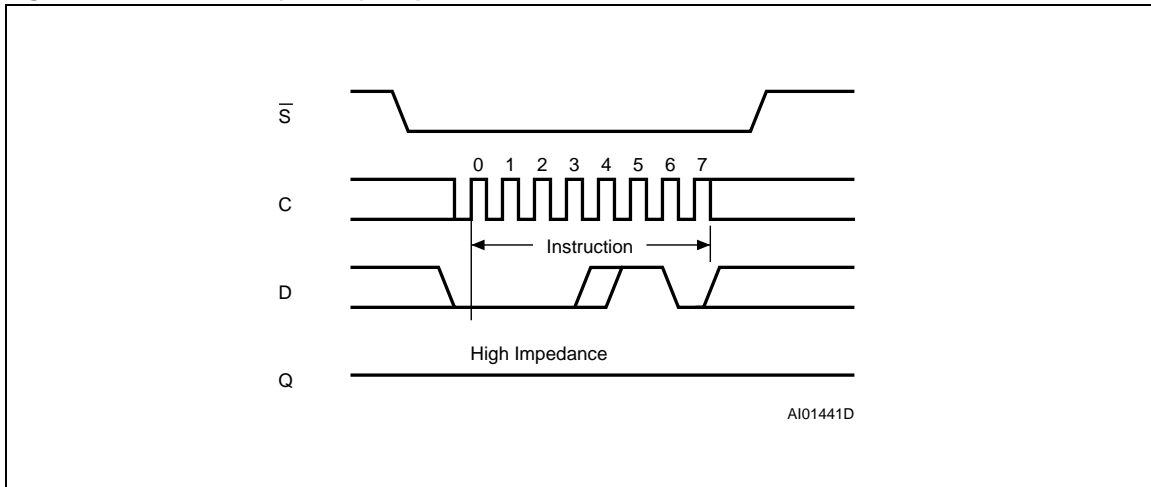 S̅
0 1 2 3 4 5 6 7
C
Instruction
D
High Impedance
Q
AI01441D